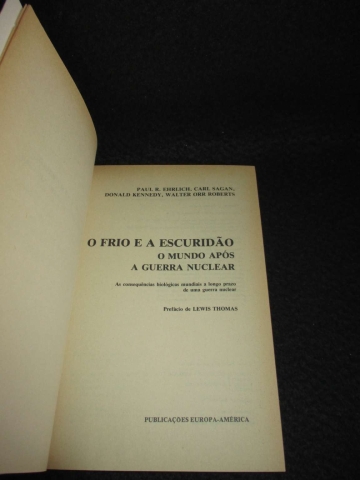 PAUL R. EHRLICH, CARL SAGAN,
DONALD KENNEDY, WALTER ORR ROBERTS
O FRIO E A ESCURIDÃO
O MUNDO APÓS
A GUERRA NUCLEAR
As consequências biológicas mundiais a longo prazo
de uma guerra nuclear
Prefácio de LEWIS THOMAS
PUBLICAÇÕES EUROPA-AMÉRICA